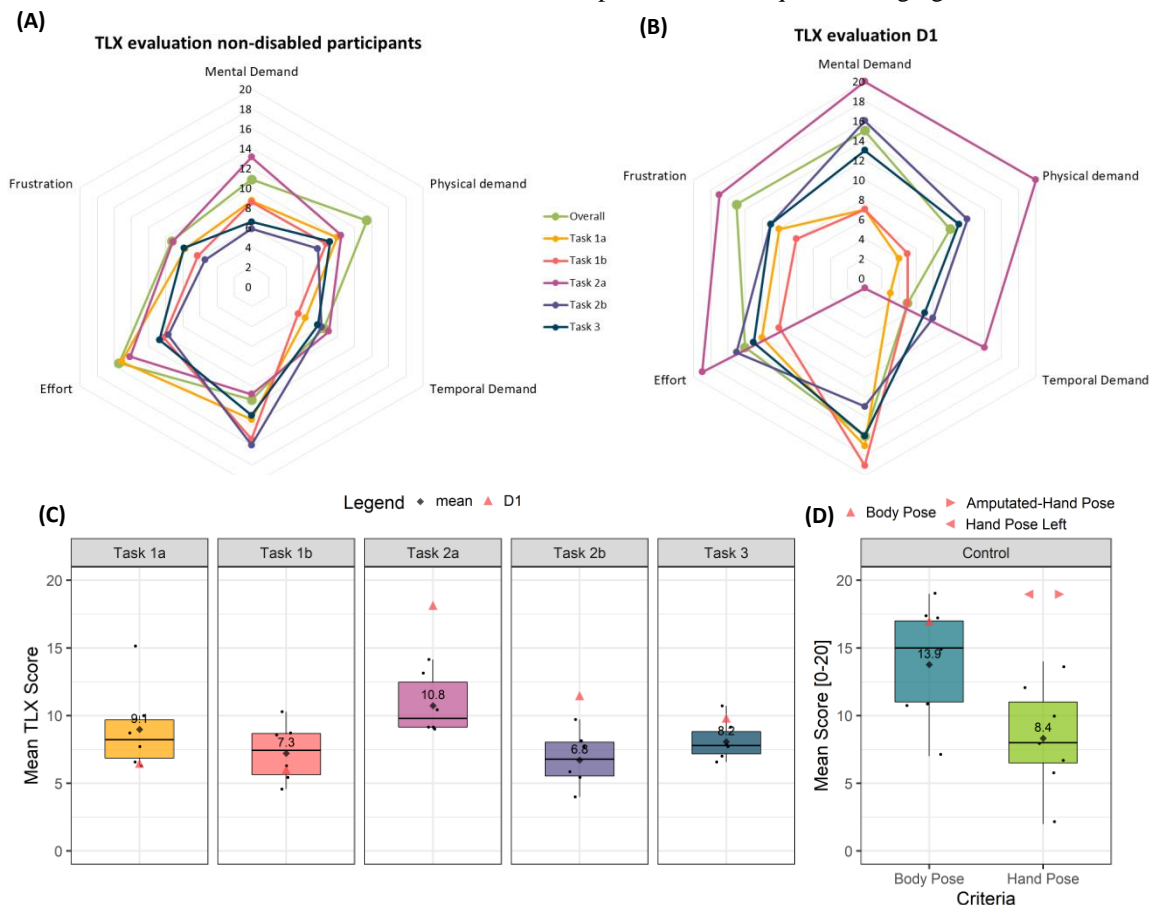 (A)
TLX evaluation non-disabled participants
Mental Demand
20
18
16
14
12
10
8
6
4
2
0
Frustration
Physical demand
Effort
Temporal Demand
Overall
Task 1a
Task 1b
Task 2a
Task 2b
Task 3
(B)
TLX evaluation D1
Mental Demand
20
18
16
14
12
10
8
6
4
2
0
Frustration
Physical demand
Effort
Temporal Demand
(C)
Legend mean D1
Task 1a Task 1b Task 2a Task 2b Task 3
Mean TLX Score
20
15
10
5
0
9.1
7.3
10.8
6.8
8.2
(D)
Body Pose
Amputated-Hand Pose
Hand Pose Left
Control
Mean Score [0-20]
20
15
10
5
0
13.9
8.4
Body Pose Hand Pose
Criteria